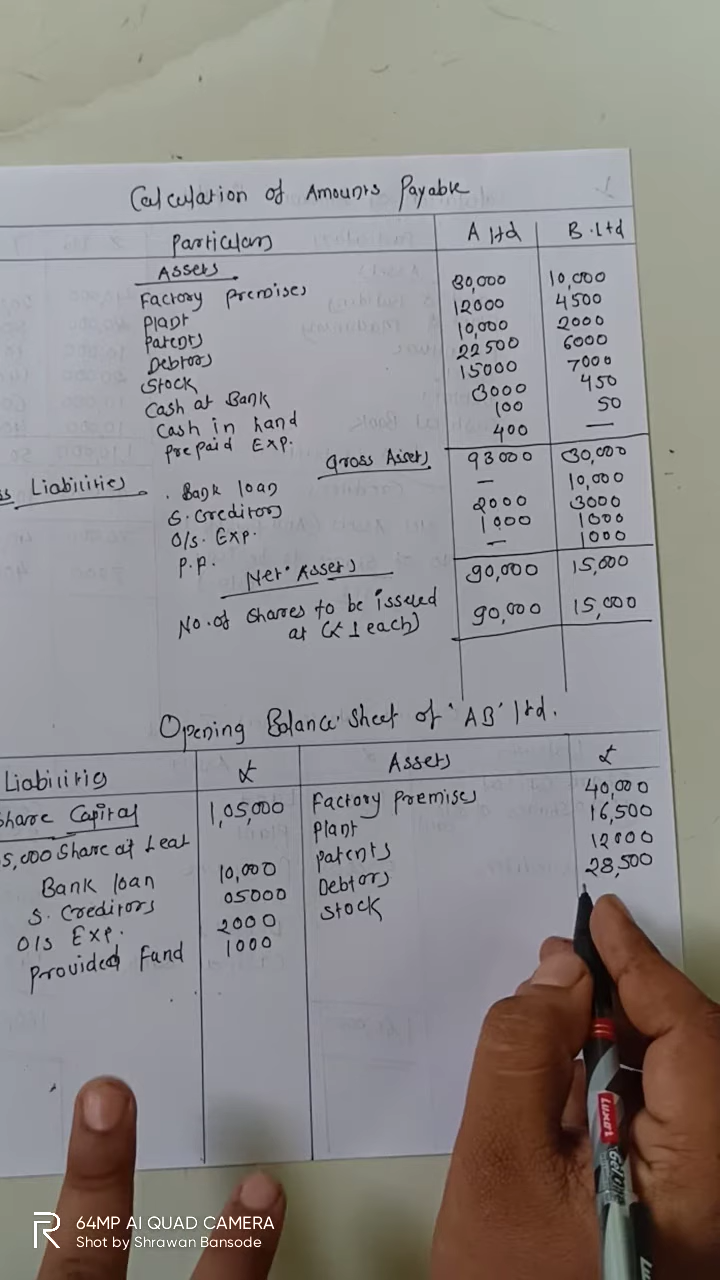 Calculation of Amounts Payable
Particulars A ltd B. Ltd
Assets
Factory Premises 30,000 10,000
Plant 12000 4500
Patents 10,000 2000
Debtors 22500 6000
Stock 15000 7000
Cash at Bank 3000 450
Cash in hand 100 50
Prepaid Exp. 400 —
Gross Assets 93000 30,000
Liabilities . Bank loan — 10,000
S. Creditors 2000 3000
O/s. Exp. 1000 1000
P.P. — 1000
Net Assets 90,000 15,000
No. of Shares to be issued
at (₹ 1 each) 90,000 15,000
Opening Balance Sheet of 'AB' ltd.
Liabilities ₹ Assets ₹
Share Capital 1,05,000 Factory Premises 40,000
5,000 Share at 1 eat Plant 16,500
Bank loan 10,000 Patents 12000
S. Creditors 05000 Debtors 28,500
O/s Exp. 2000 Stock
Provided Fund 1000
LUXOR
R
64MP AI QUAD CAMERA
Shot by Shrawan Bansode